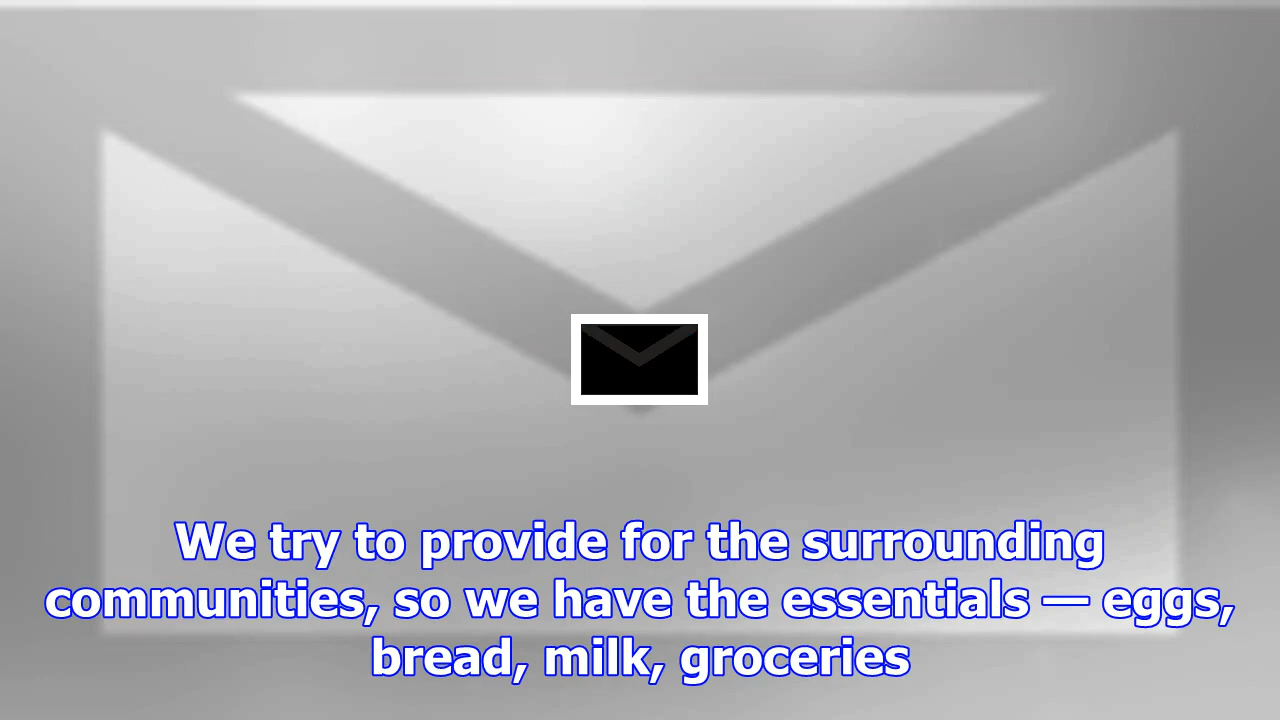 We try to provide for the surrounding
communities, so we have the essentials — eggs,
bread, milk, groceries